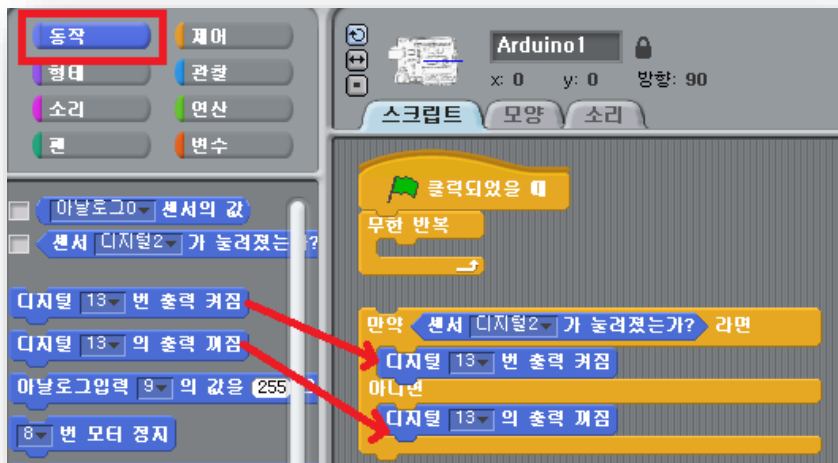 동작
제어
형태
관찰
소리
연산
펜
변수
아날로그0 센서의 값
센서 디지털2 가 눌려졌는가?
디지털 13 번 출력 켜짐
디지털 13 의 출력 꺼짐
아날로그입력 9 의 값을 255
8 번 모터 정지
Arduino1
x: 0 y: 0 방향: 90
스크립트 모양 소리
클릭되었을 때
무한 반복
만약 센서 디지털2 가 눌려졌는가? 라면
디지털 13 번 출력 켜짐
아니면
디지털 13 의 출력 꺼짐